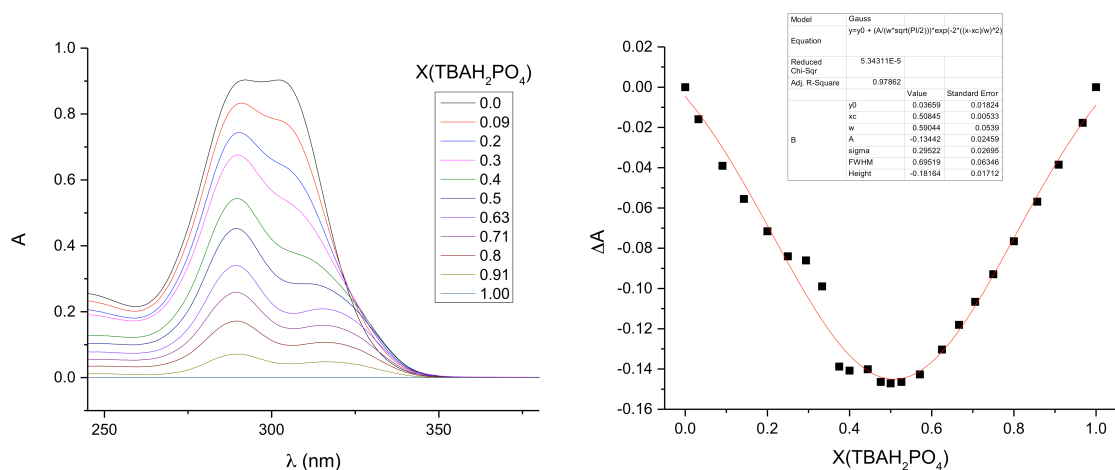 1.0
0.8
0.6
0.4
0.2
0.0
A
250
300
350
λ (nm)
X(TBAH₂PO₄)
0.0
0.09
0.2
0.3
0.4
0.5
0.63
0.71
0.8
0.91
1.00
0.02
0.00
-0.02
-0.04
-0.06
-0.08
-0.10
-0.12
-0.14
-0.16
ΔA
0.0
0.2
0.4
0.6
0.8
1.0
X(TBAH₂PO₄)
Model Gauss
Equation y=y0 + (A/(w*sqrt(PI/2)))*exp(-2*((x-xc)/w)^2)
Reduced Chi-Sqr 5.34311E-5
Adj. R-Square 0.97862
Value Standard Error
B y0 0.03659 0.01824
xc 0.50845 0.00533
w 0.59044 0.0539
A -0.13442 0.02459
sigma 0.29522 0.02695
FWHM 0.69519 0.06346
Height -0.18164 0.01712